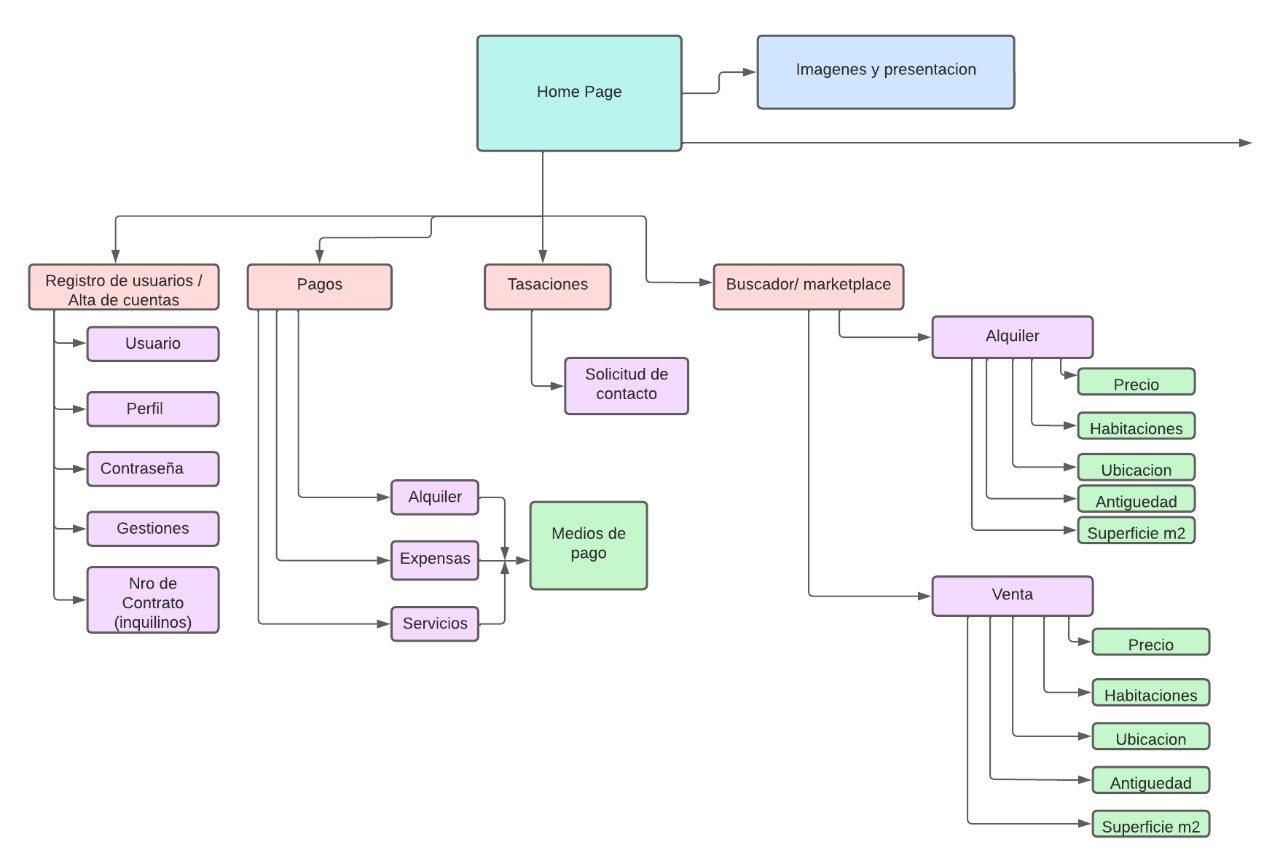 Home Page
Imagenes y presentacion
Registro de usuarios /
Alta de cuentas
Pagos
Tasaciones
Buscador/ marketplace
Usuario
Perfil
Contraseña
Gestiones
Nro de
Contrato
(inquilinos)
Alquiler
Expensas
Servicios
Medios de
pago
Solicitud de
contacto
Alquiler
Precio
Habitaciones
Ubicacion
Antiguedad
Superficie m2
Venta
Precio
Habitaciones
Ubicacion
Antiguedad
Superficie m2